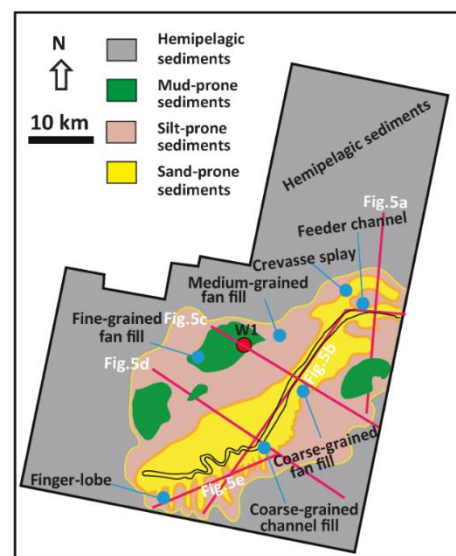 N
10 km
Hemipelagic
sediments
Mud-prone
sediments
Silt-prone
sediments
Sand-prone
sediments
Hemipelagic sediments
Fig.5a
Feeder channel
Crevasse splay
Medium-grained
fan fill
Fig.5c
W1
Fine-grained
fan fill
Fig.5d
Fig.5b
Coarse-grained
fan fill
Finger-lobe
Fig.5e
Coarse-grained
channel fill